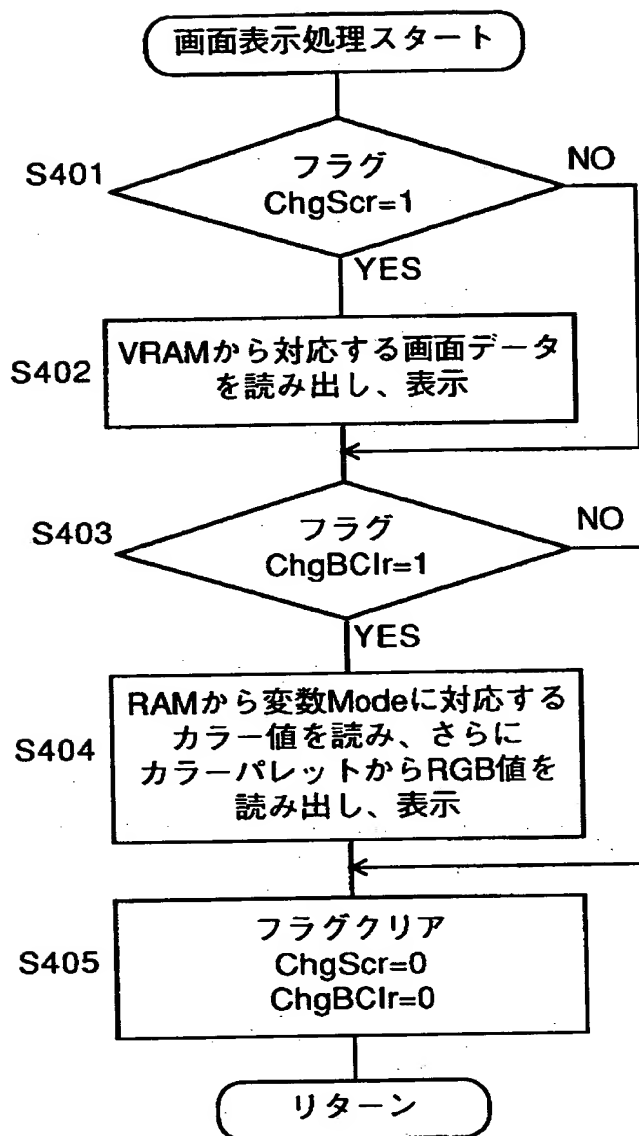 画面表示処理スタート
S401
フラグ
ChgScr=1
NO
YES
S402
VRAMから対応する画面データ
を読み出し、表示
S403
フラグ
ChgBClr=1
NO
YES
S404
RAMから変数Modeに対応する
カラー値を読み、さらに
カラーパレットからRGB値を
読み出し、表示
S405
フラグクリア
ChgScr=0
ChgBClr=0
リターン